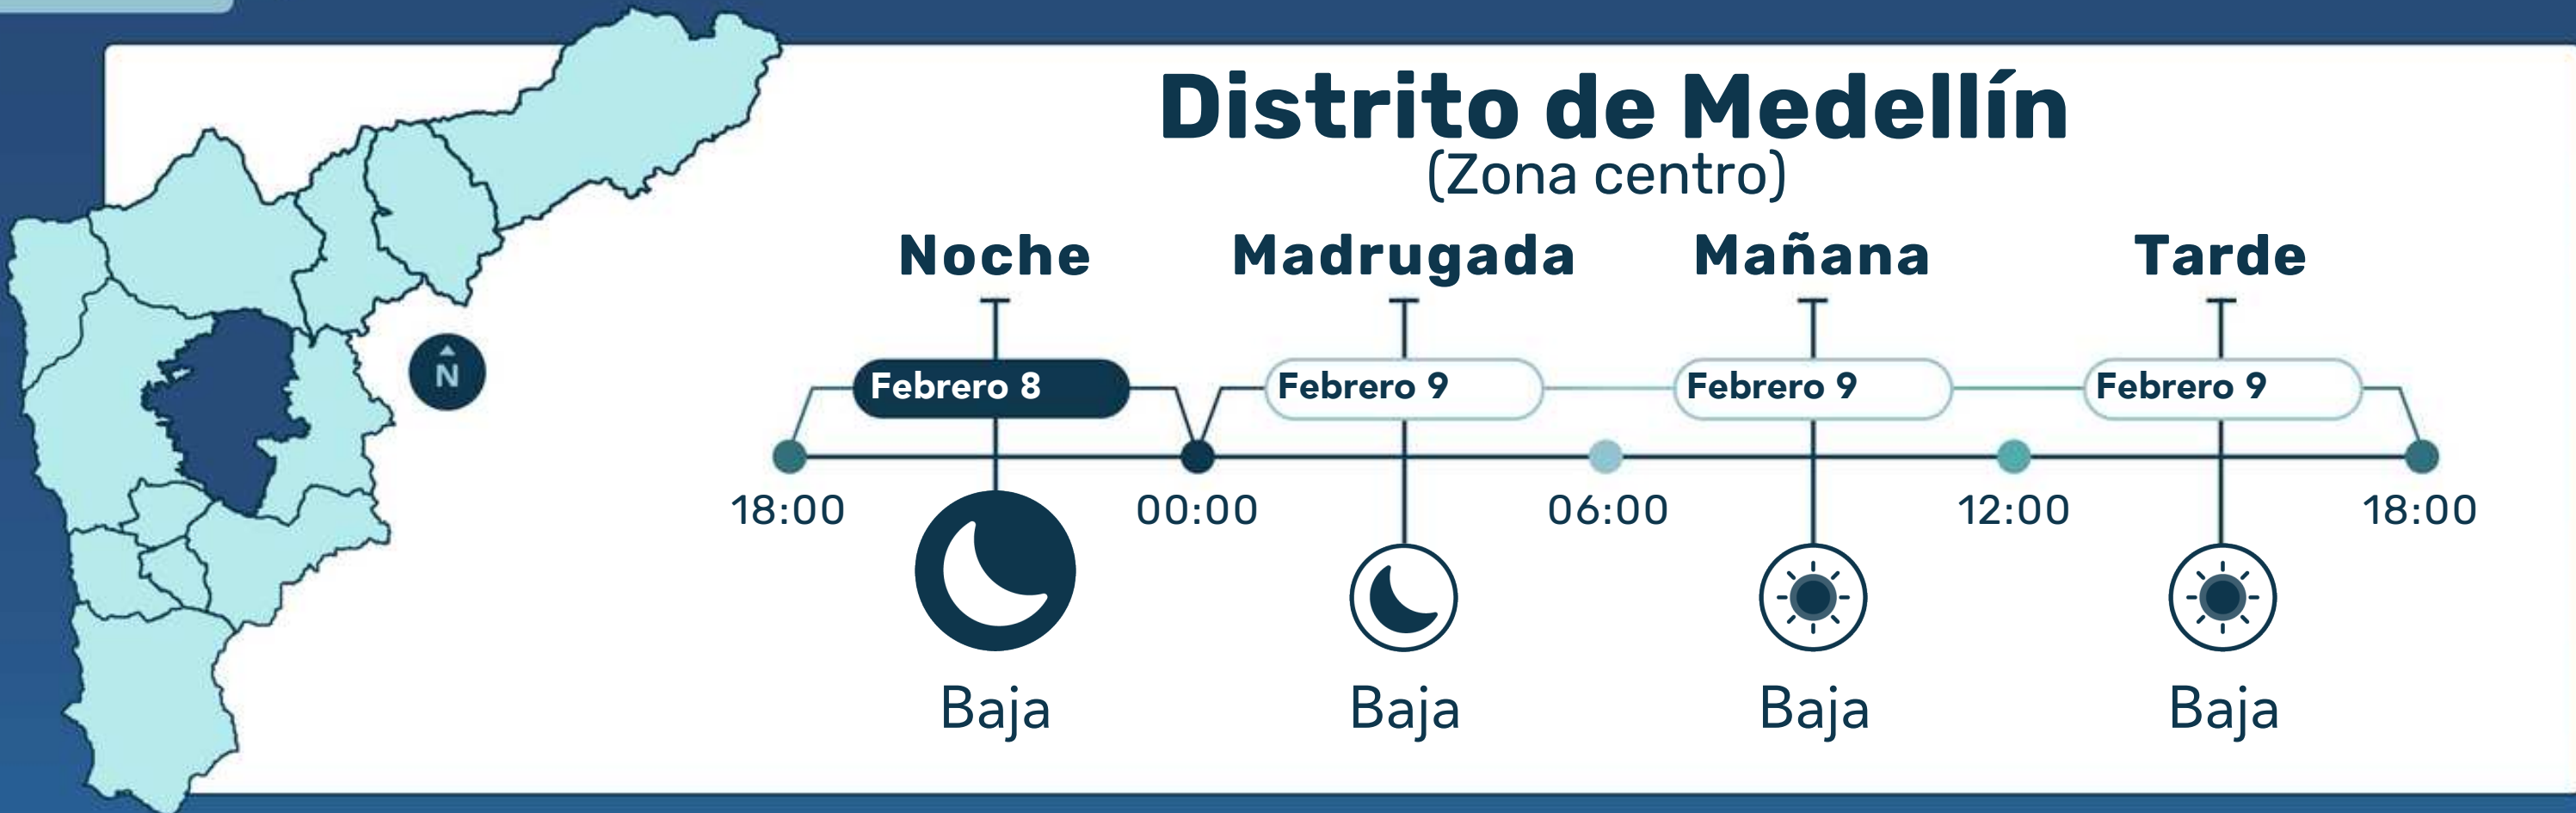 Distrito de Medellín
(Zona centro)
Noche Madrugada Mañana Tarde
Febrero 8 Febrero 9 Febrero 9 Febrero 9
N
18:00 00:00 06:00 12:00 18:00
Baja Baja Baja Baja